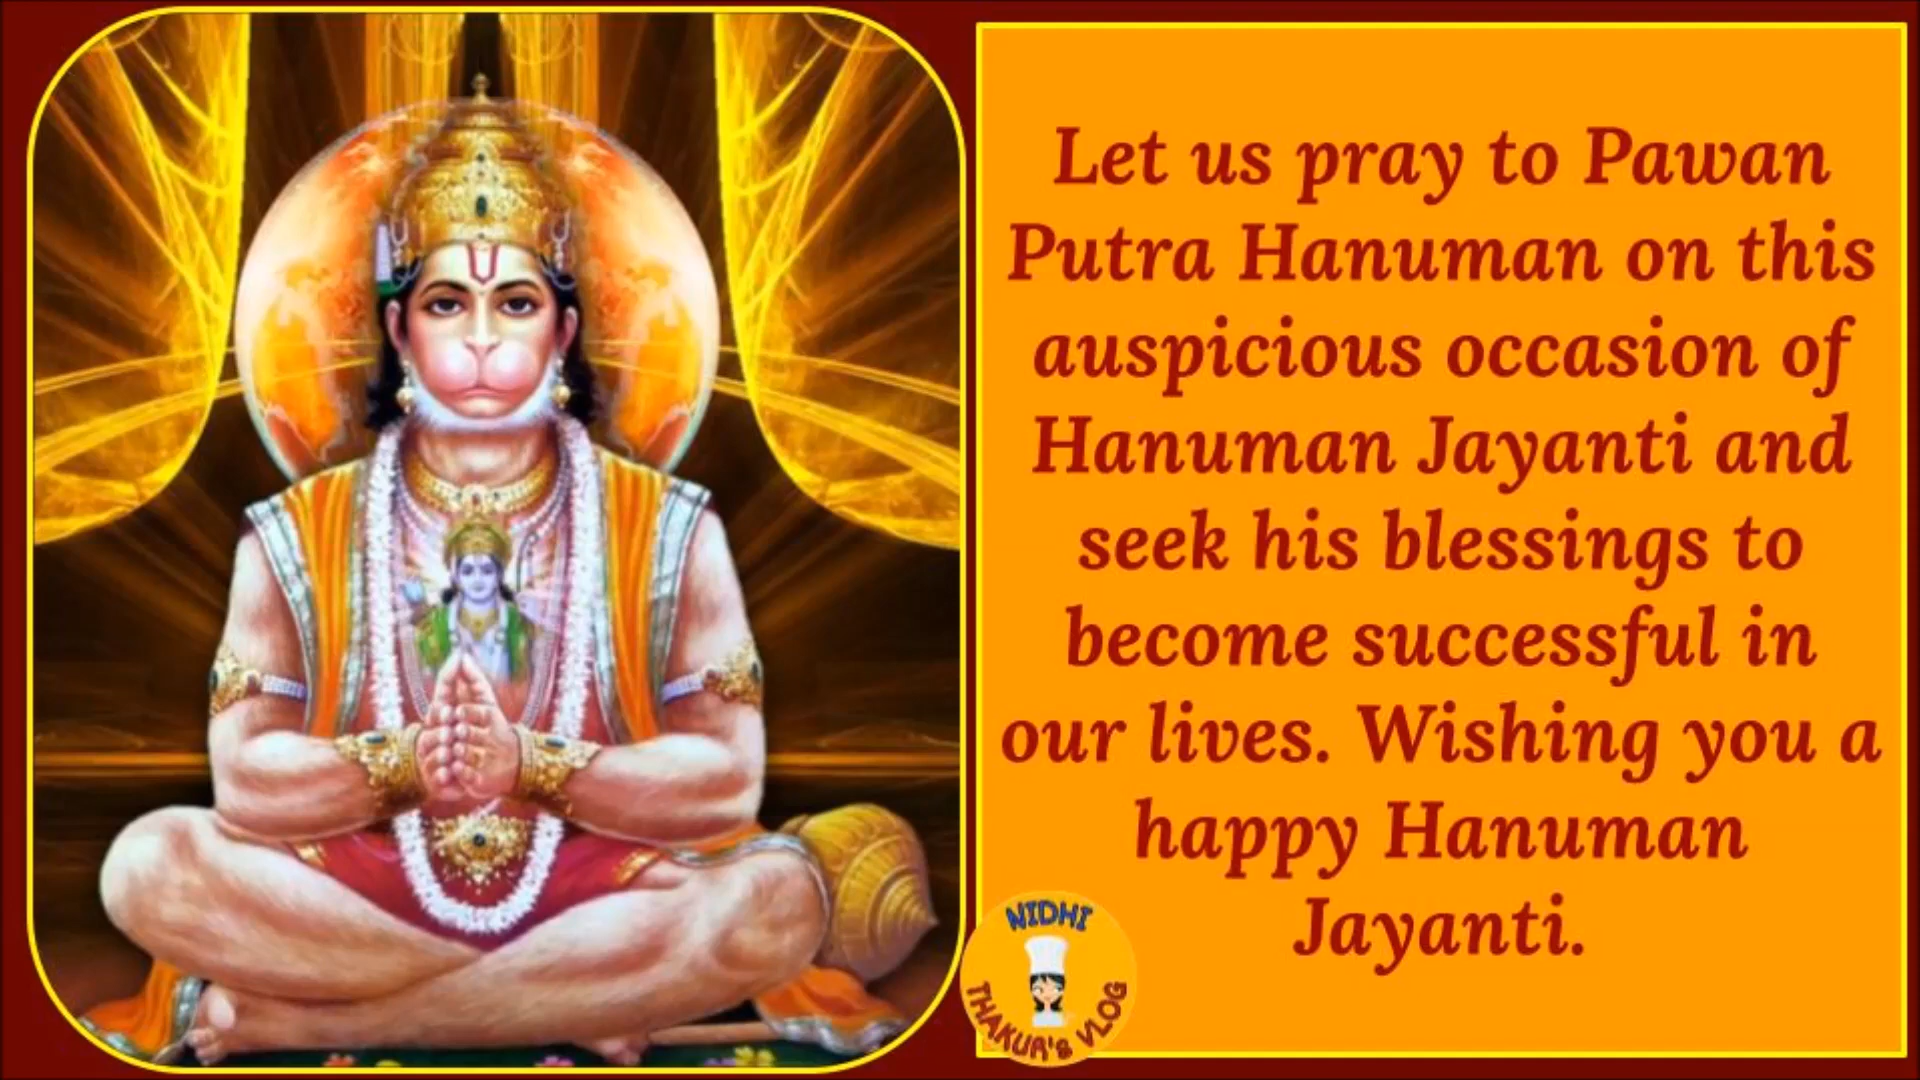 Let us pray to Pawan
Putra Hanuman on this
auspicious occasion of
Hanuman Jayanti and
seek his blessings to
become successful in
our lives. Wishing you a
happy Hanuman
Jayanti.
NIDHI
THAKUR'S VLOG